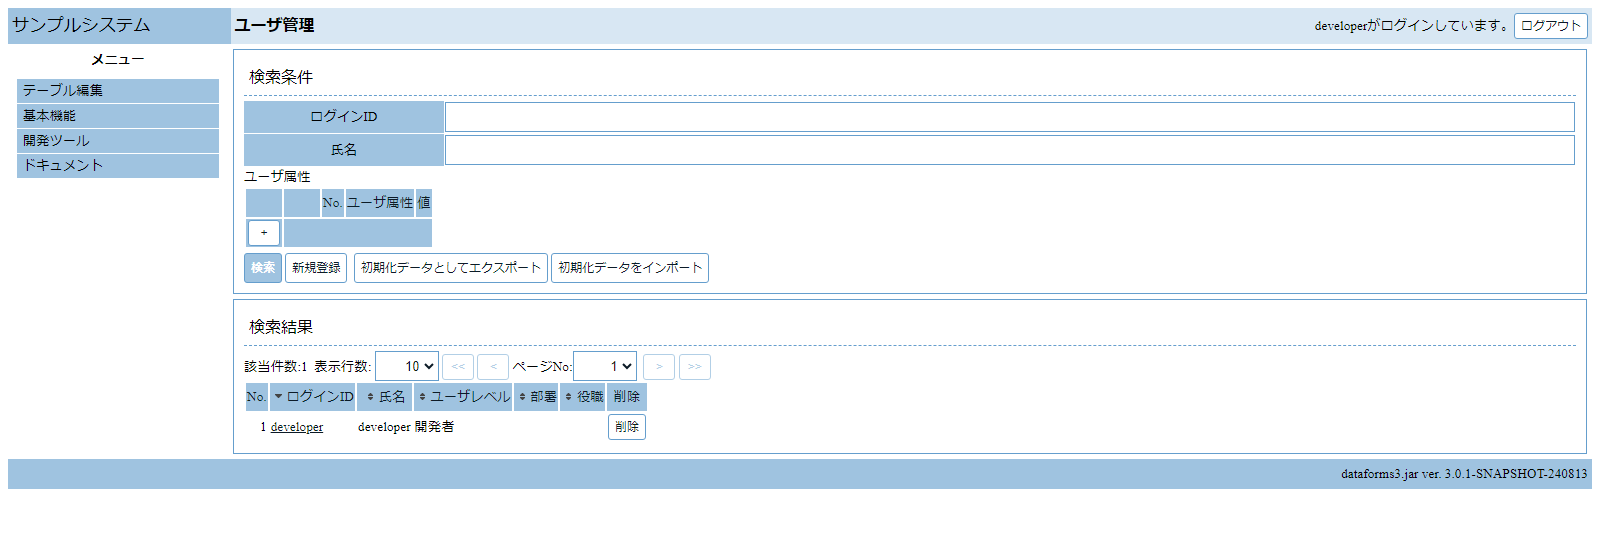 サンプルシステム ユーザ管理 developerがログインしています。 ログアウト
メニュー
テーブル編集
基本機能
開発ツール
ドキュメント
検索条件
ログインID
氏名
ユーザ属性
No. ユーザ属性 値
+
検索 新規登録 初期化データとしてエクスポート 初期化データをインポート
検索結果
該当件数:1 表示行数: 10 << < ページNo: 1 > >>
No. ログインID 氏名 ユーザレベル 部署 役職 削除
1 developer developer 開発者 削除
dataforms3.jar ver. 3.0.1-SNAPSHOT-240813